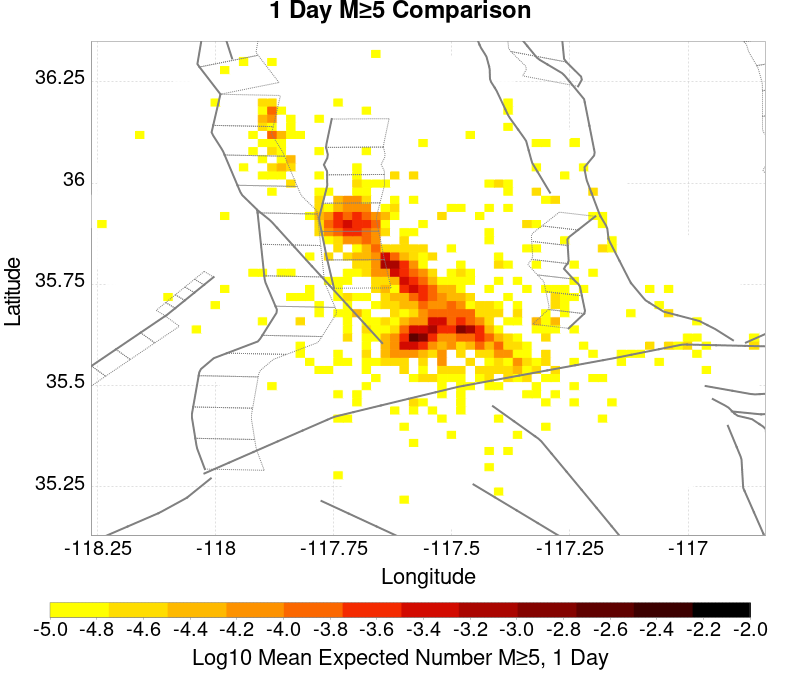 1 Day M≥5 Comparison
36.25
36
35.75
35.5
35.25
Latitude
-118.25 -118 -117.75 -117.5 -117.25 -117
Longitude
-5.0 -4.8 -4.6 -4.4 -4.2 -4.0 -3.8 -3.6 -3.4 -3.2 -3.0 -2.8 -2.6 -2.4 -2.2 -2.0
Log10 Mean Expected Number M≥5, 1 Day